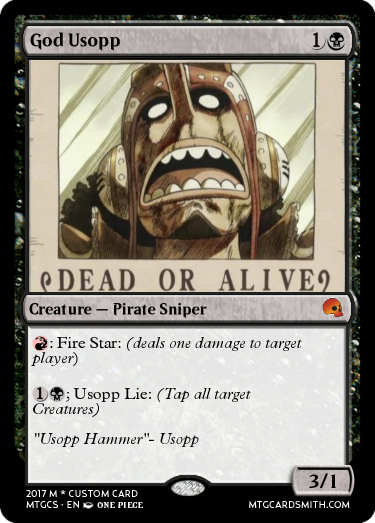 God Usopp 1
DEAD OR ALIVE
Creature — Pirate Sniper
: Fire Star: (deals one damage to target
player)
1; Usopp Lie: (Tap all target
Creatures)
"Usopp Hammer"- Usopp
3/1
2017 M * CUSTOM CARD
MTGCS · EN ONE PIECE
MTGCARDSMITH.COM